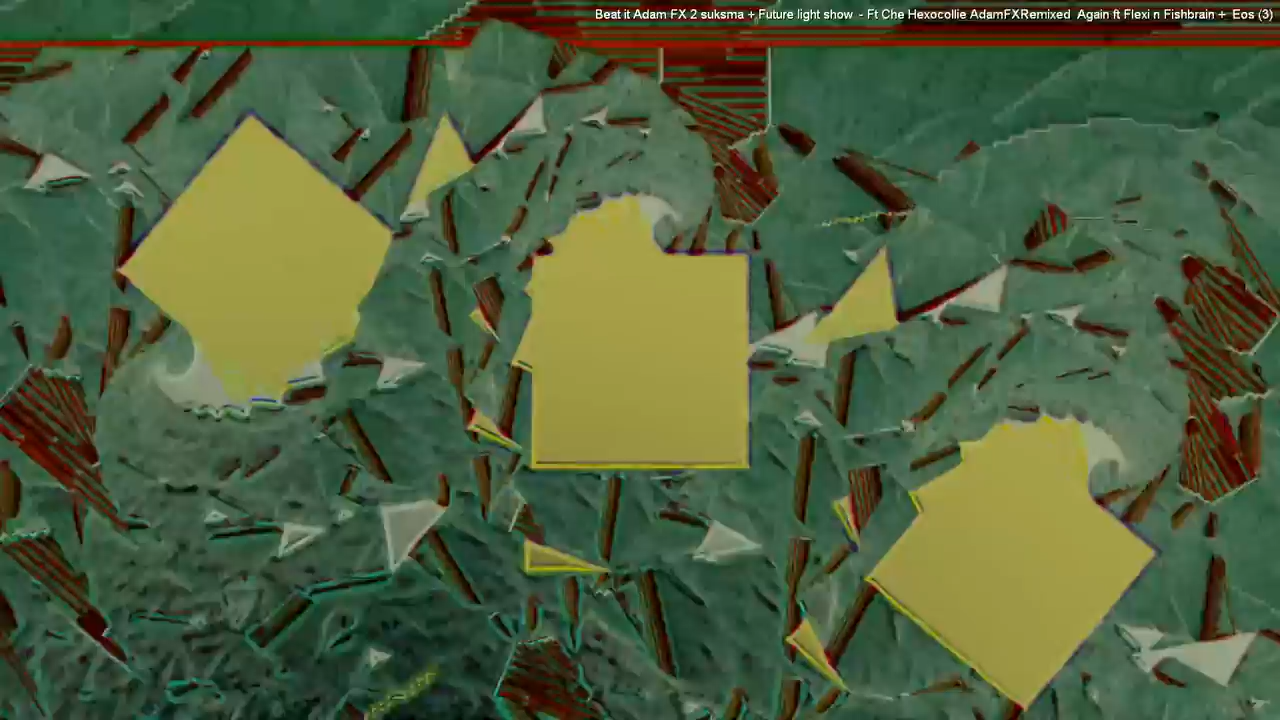 Beat it Adam FX 2 suksma + Future light show - Ft Che Hexocollie AdamFXRemixed Again ft Flexi n Fishbrain + Eos (3)